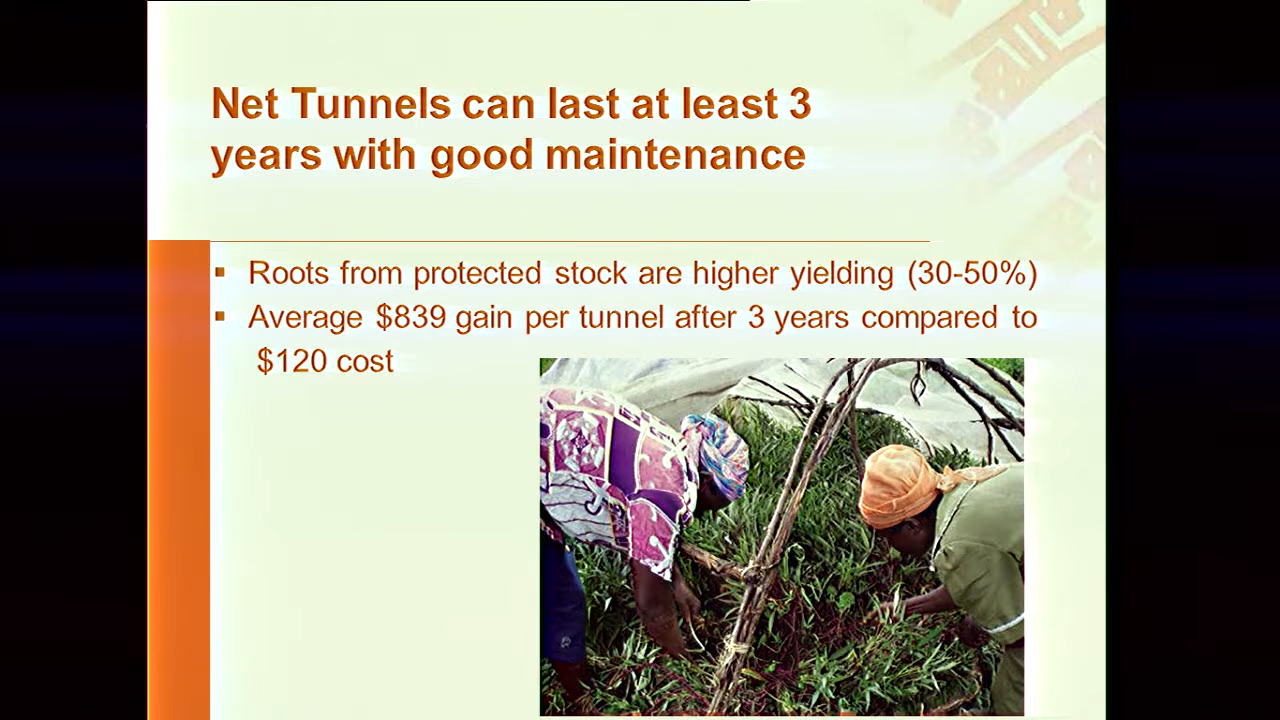 Net Tunnels can last at least 3
years with good maintenance
▪ Roots from protected stock are higher yielding (30-50%)
▪ Average $839 gain per tunnel after 3 years compared to
$120 cost